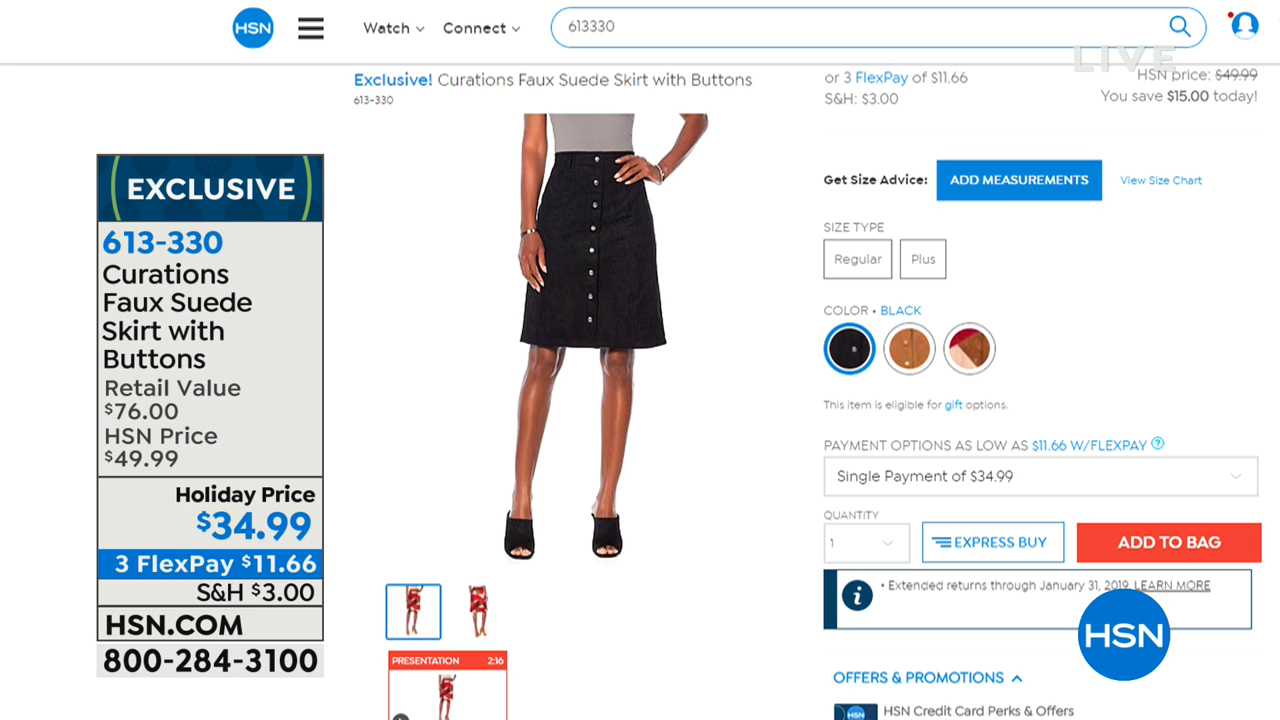 HSN
Watch
Connect
613330
LIVE
Exclusive! Curations Faux Suede Skirt with Buttons
613-330
or 3 FlexPay of $11.66
S&H: $3.00
HSN price: $49.99
You save $15.00 today!
EXCLUSIVE
613-330
Curations
Faux Suede
Skirt with
Buttons
Retail Value
$76.00
HSN Price
$49.99
Holiday Price
$34.99
3 FlexPay $11.66
S&H $3.00
HSN.COM
800-284-3100
Get Size Advice: ADD MEASUREMENTS View Size Chart
SIZE TYPE
Regular Plus
COLOR • BLACK
This item is eligible for gift options.
PAYMENT OPTIONS AS LOW AS $11.66 W/FLEXPAY ?
Single Payment of $34.99
QUANTITY
1
EXPRESS BUY
ADD TO BAG
i
• Extended returns through January 31, 2019. LEARN MORE
HSN
PRESENTATION 2:16
OFFERS & PROMOTIONS
HSN
HSN Credit Card Perks & Offers